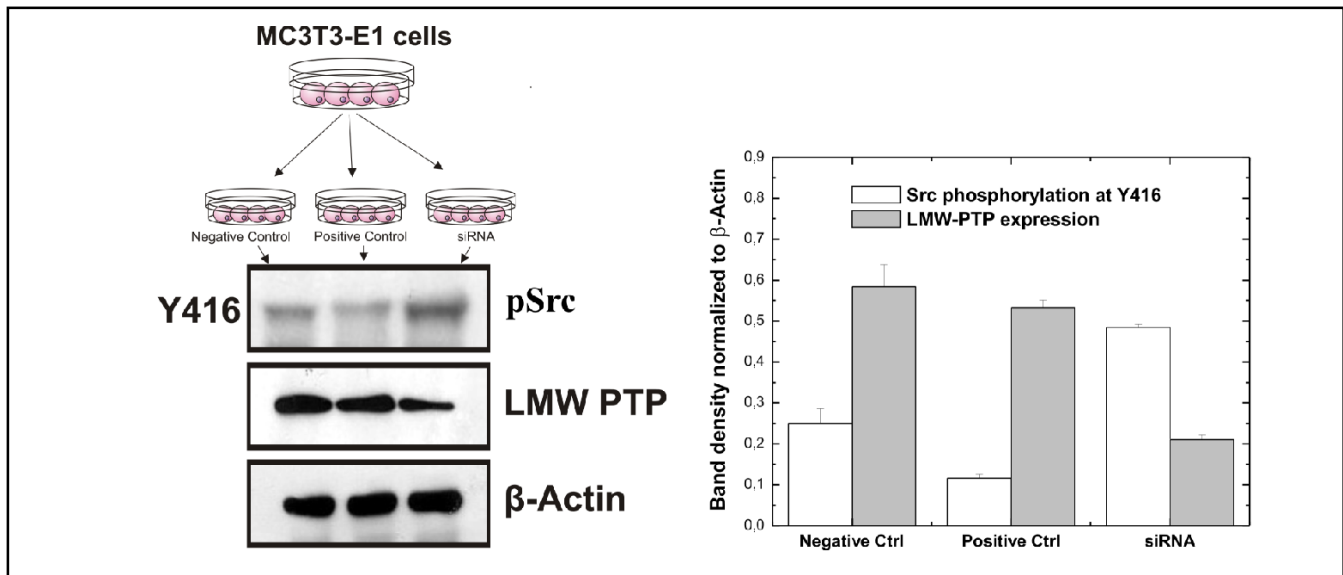 MC3T3-E1 cells
Negative Control
Positive Control
siRNA
Y416
pSrc
LMW PTP
β-Actin
Band density normalized to β-Actin
0,9
0,8
0,7
0,6
0,5
0,4
0,3
0,2
0,1
0,0
Src phosphorylation at Y416
LMW-PTP expression
Negative Ctrl
Positive Ctrl
siRNA